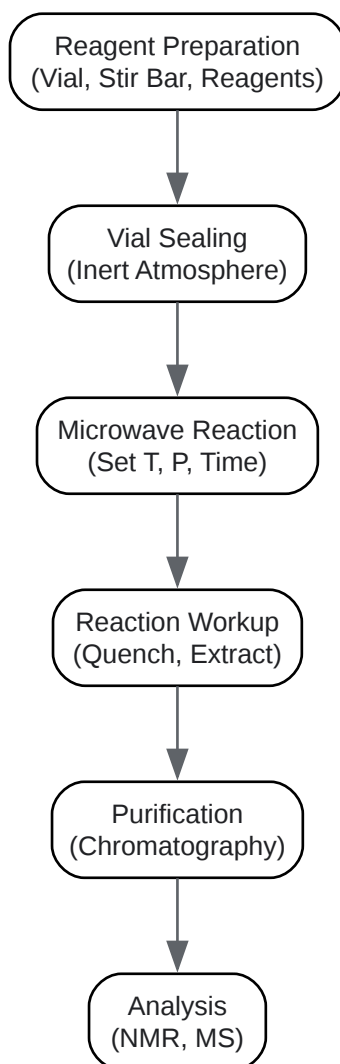 Reagent Preparation
(Vial, Stir Bar, Reagents)
Vial Sealing
(Inert Atmosphere)
Microwave Reaction
(Set T, P, Time)
Reaction Workup
(Quench, Extract)
Purification
(Chromatography)
Analysis
(NMR, MS)